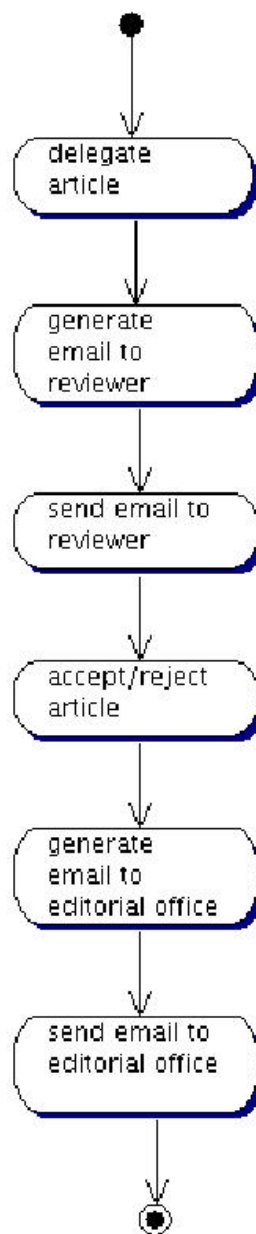 delegate
article
generate
email to
reviewer
send email to
reviewer
accept/reject
article
generate
email to
editorial office
send email to
editorial office